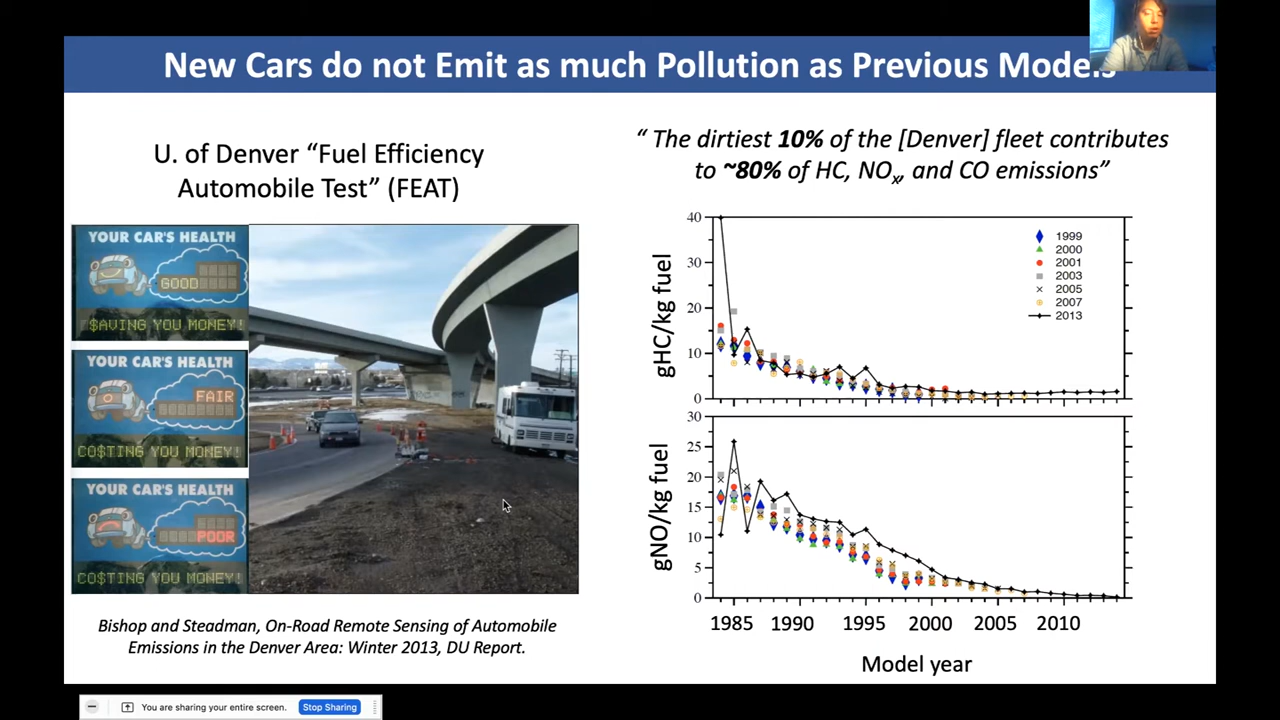 New Cars do not Emit as much Pollution as Previous Models
U. of Denver “Fuel Efficiency
Automobile Test” (FEAT)
YOUR CAR'S HEALTH
GOOD
$AVING YOU MONEY!
YOUR CAR'S HEALTH
FAIR
CO$TING YOU MONEY!
YOUR CAR'S HEALTH
POOR
CO$TING YOU MONEY!
Bishop and Steadman, On-Road Remote Sensing of Automobile
Emissions in the Denver Area: Winter 2013, DU Report.
“ The dirtiest 10% of the [Denver] fleet contributes
to ~80% of HC, NOx, and CO emissions”
gHC/kg fuel
40
30
20
10
0
1999
2000
2001
2003
2005
2007
2013
gNO/kg fuel
30
25
20
15
10
5
0
1985 1990 1995 2000 2005 2010
Model year
You are sharing your entire screen.
Stop Sharing